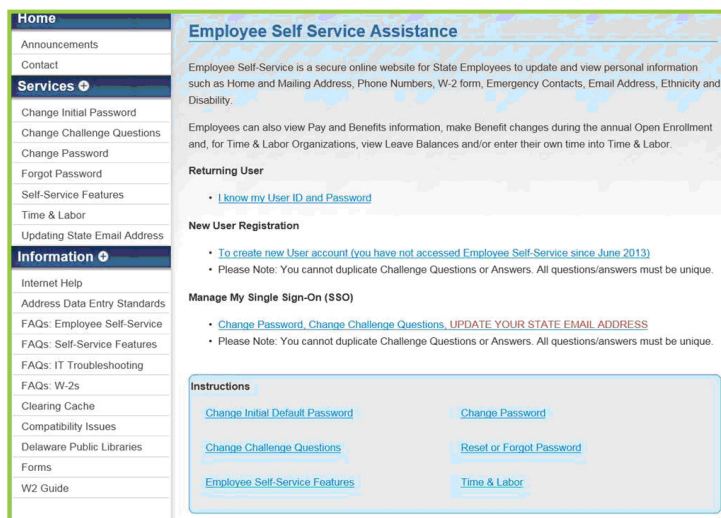 Home
Announcements
Contact
Services
Change Initial Password
Change Challenge Questions
Change Password
Forgot Password
Self-Service Features
Time & Labor
Updating State Email Address
Information
Internet Help
Address Data Entry Standards
FAQs: Employee Self-Service
FAQs: Self-Service Features
FAQs: IT Troubleshooting
FAQs: W-2s
Clearing Cache
Compatibility Issues
Delaware Public Libraries
Forms
W2 Guide
Employee Self Service Assistance
Employee Self-Service is a secure online website for State Employees to update and view personal information
such as Home and Mailing Address, Phone Numbers, W-2 form, Emergency Contacts, Email Address, Ethnicity and
Disability.
Employees can also view Pay and Benefits information, make Benefit changes during the annual Open Enrollment
and, for Time & Labor Organizations, view Leave Balances and/or enter their own time into Time & Labor.
Returning User
• I know my User ID and Password
New User Registration
• To create new User account (you have not accessed Employee Self-Service since June 2013)
• Please Note: You cannot duplicate Challenge Questions or Answers. All questions/answers must be unique.
Manage My Single Sign-On (SSO)
• Change Password, Change Challenge Questions, UPDATE YOUR STATE EMAIL ADDRESS
• Please Note: You cannot duplicate Challenge Questions or Answers. All questions/answers must be unique.
Instructions
Change Initial Default Password
Change Password
Change Challenge Questions
Reset or Forgot Password
Employee Self-Service Features
Time & Labor